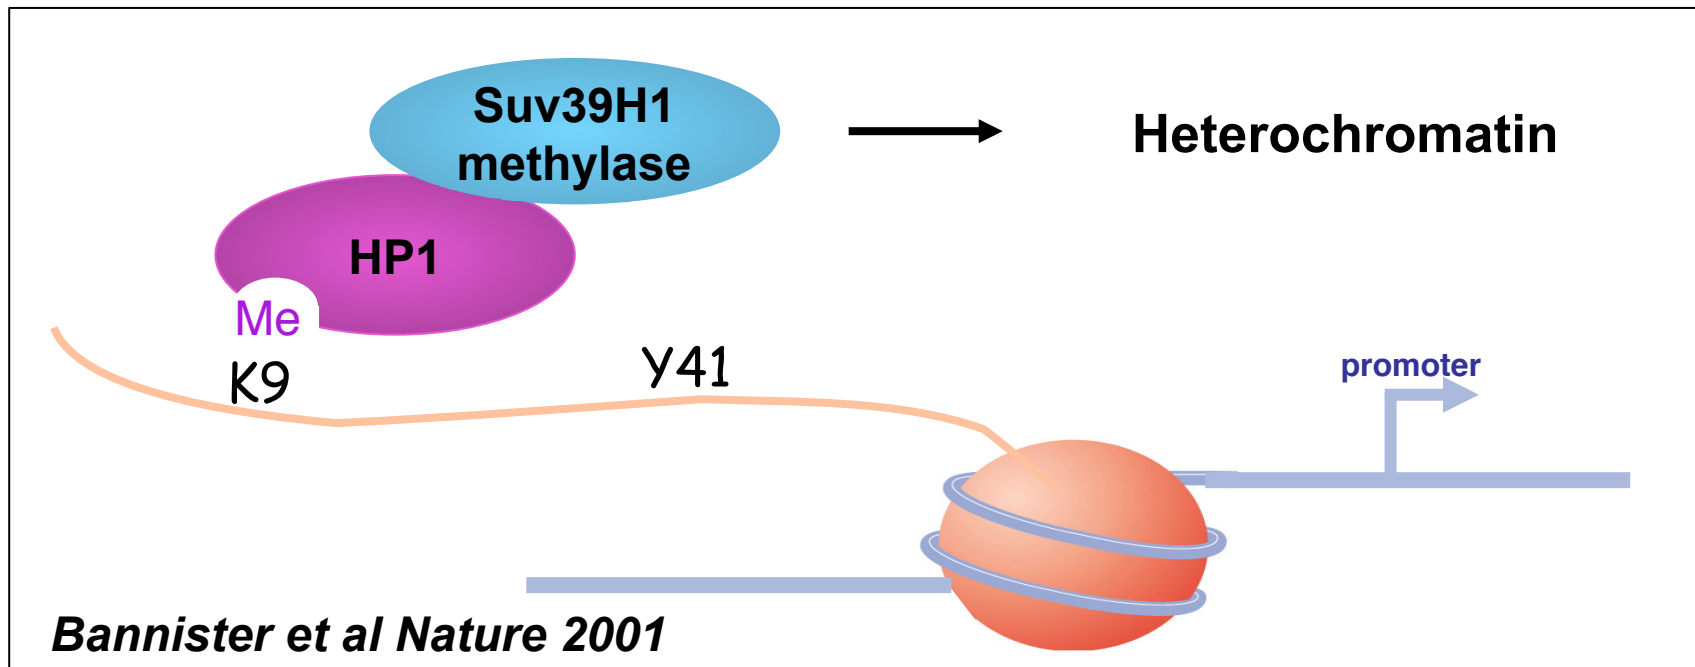 Suv39H1
methylase
Heterochromatin
HP1
Me
K9
Y41
promoter
Bannister et al Nature 2001